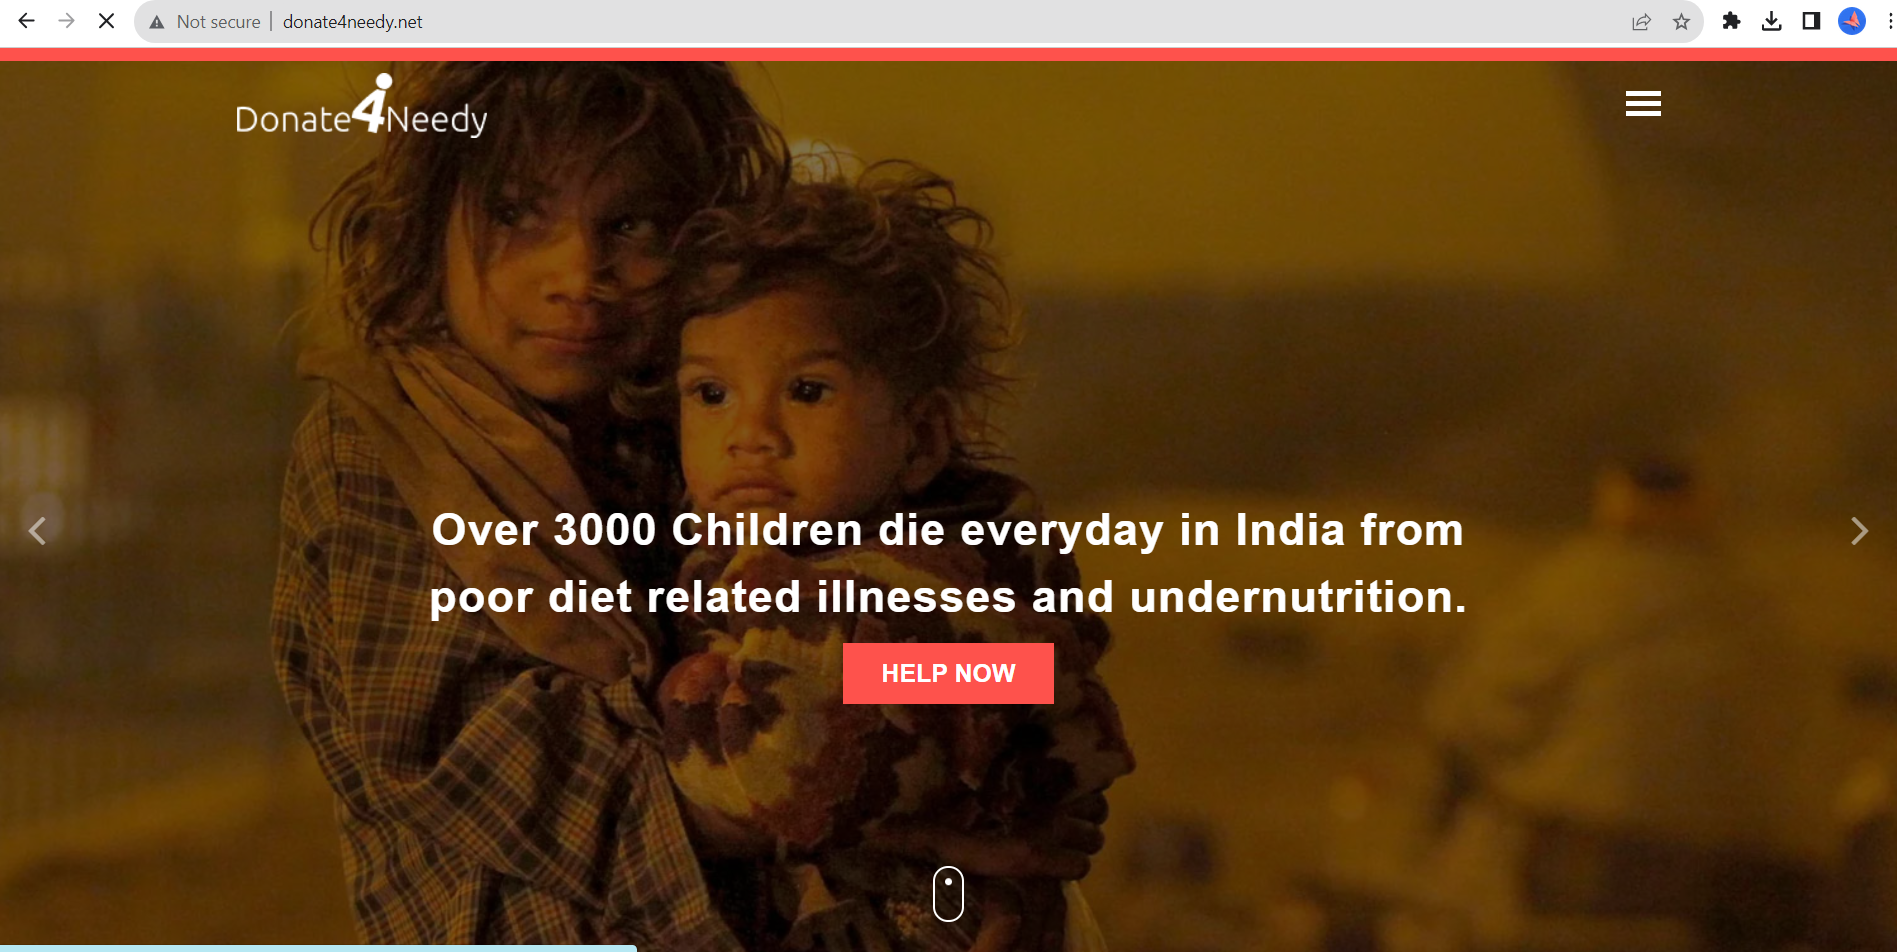 Not secure | donate4needy.net
Donate4Needy
Over 3000 Children die everyday in India from
poor diet related illnesses and undernutrition.
HELP NOW